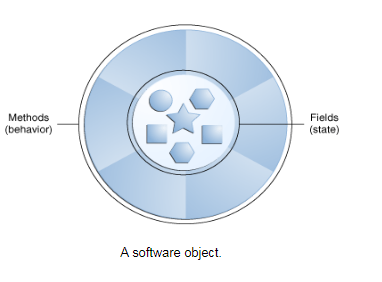 Methods
(behavior)
Fields
(state)
A software object.